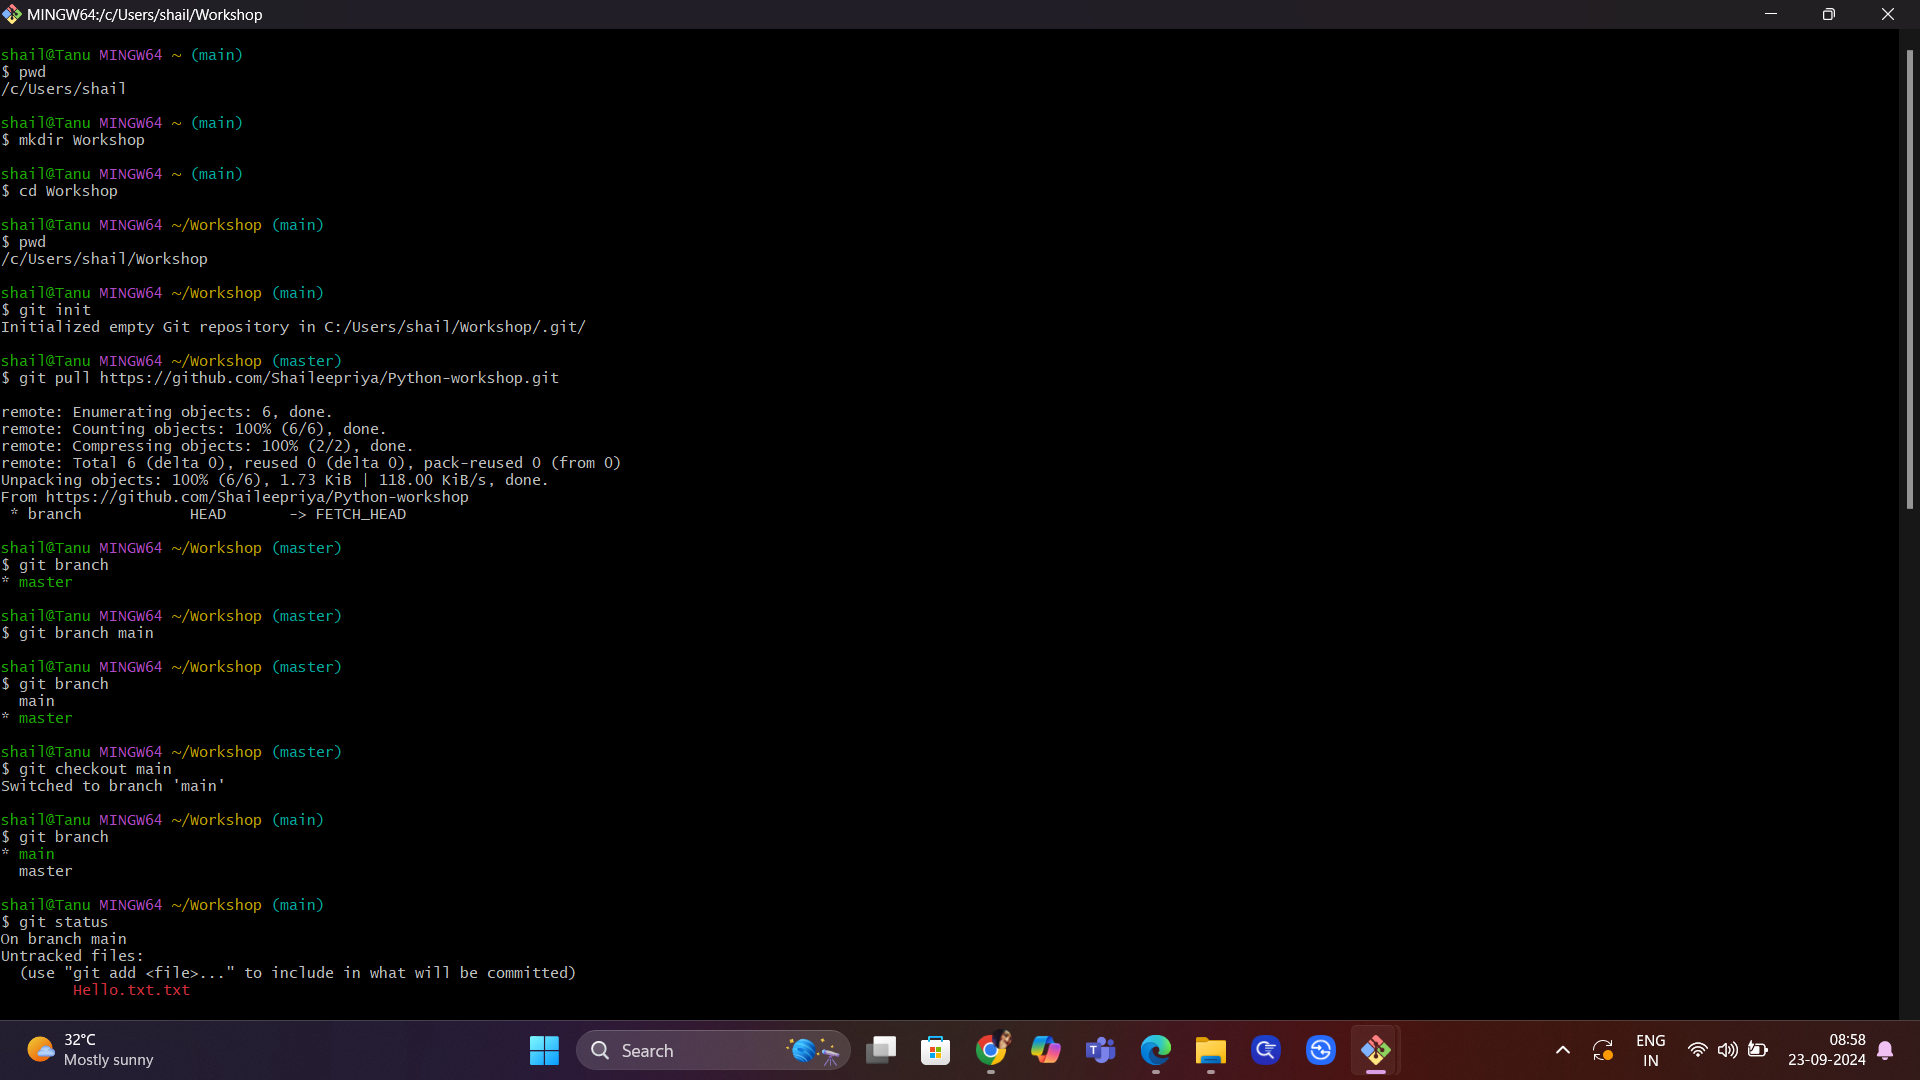 MINGW64:/c/Users/shail/Workshop
shail@Tanu MINGW64 ~ (main)
$ pwd
/c/Users/shail
shail@Tanu MINGW64 ~ (main)
$ mkdir Workshop
shail@Tanu MINGW64 ~ (main)
$ cd Workshop
shail@Tanu MINGW64 ~/Workshop (main)
$ pwd
/c/Users/shail/Workshop
shail@Tanu MINGW64 ~/Workshop (main)
$ git init
Initialized empty Git repository in C:/Users/shail/Workshop/.git/
shail@Tanu MINGW64 ~/Workshop (master)
$ git pull https://github.com/Shaileepriya/Python-workshop.git
remote: Enumerating objects: 6, done.
remote: Counting objects: 100% (6/6), done.
remote: Compressing objects: 100% (2/2), done.
remote: Total 6 (delta 0), reused 0 (delta 0), pack-reused 0 (from 0)
Unpacking objects: 100% (6/6), 1.73 KiB | 118.00 KiB/s, done.
From https://github.com/Shaileepriya/Python-workshop
* branch HEAD -> FETCH_HEAD
shail@Tanu MINGW64 ~/Workshop (master)
$ git branch
* master
shail@Tanu MINGW64 ~/Workshop (master)
$ git branch main
shail@Tanu MINGW64 ~/Workshop (master)
$ git branch
main
* master
shail@Tanu MINGW64 ~/Workshop (master)
$ git checkout main
Switched to branch 'main'
shail@Tanu MINGW64 ~/Workshop (main)
$ git branch
* main
master
shail@Tanu MINGW64 ~/Workshop (main)
$ git status
On branch main
Untracked files:
(use "git add <file>..." to include in what will be committed)
Hello.txt.txt
32°C
Mostly sunny
Search
ENG
IN
08:58
23-09-2024